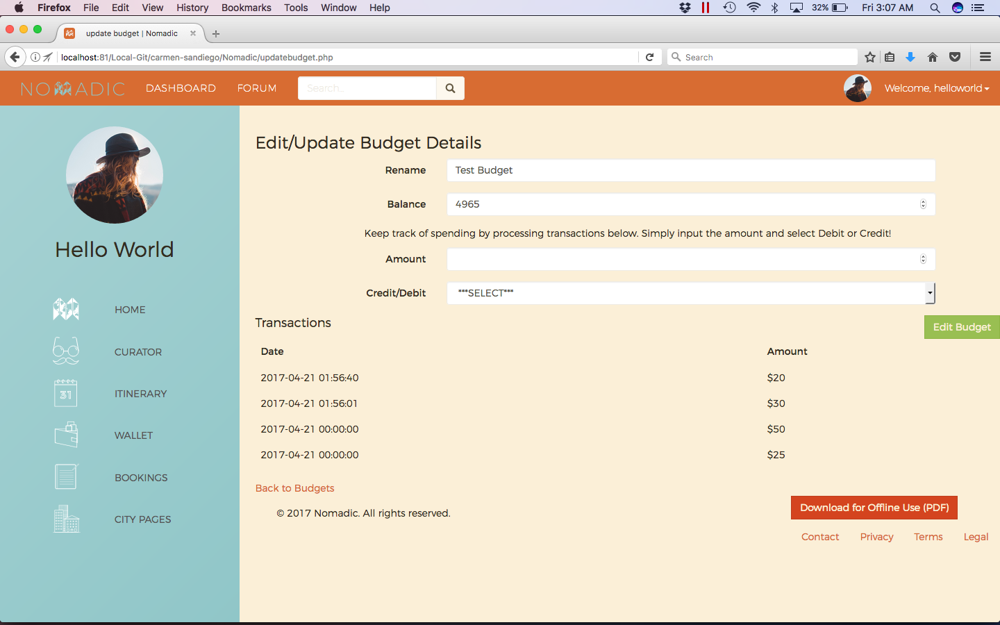 Firefox File Edit View History Bookmarks Tools Window Help 32% Fri 3:07 AM
update budget | Nomadic
localhost:81/Local-Git/carmen-sandiego/Nomadic/updatebudget.php Search
NOMADIC DASHBOARD FORUM Search... Welcome, helloworld
Hello World
HOME
CURATOR
31 ITINERARY
WALLET
BOOKINGS
CITY PAGES
Edit/Update Budget Details
Rename Test Budget
Balance 4965
Keep track of spending by processing transactions below. Simply input the amount and select Debit or Credit!
Amount
Credit/Debit ***SELECT***
Transactions Edit Budget
Date Amount
2017-04-21 01:56:40 $20
2017-04-21 01:56:01 $30
2017-04-21 00:00:00 $50
2017-04-21 00:00:00 $25
Back to Budgets
Download for Offline Use (PDF)
© 2017 Nomadic. All rights reserved.
Contact Privacy Terms Legal